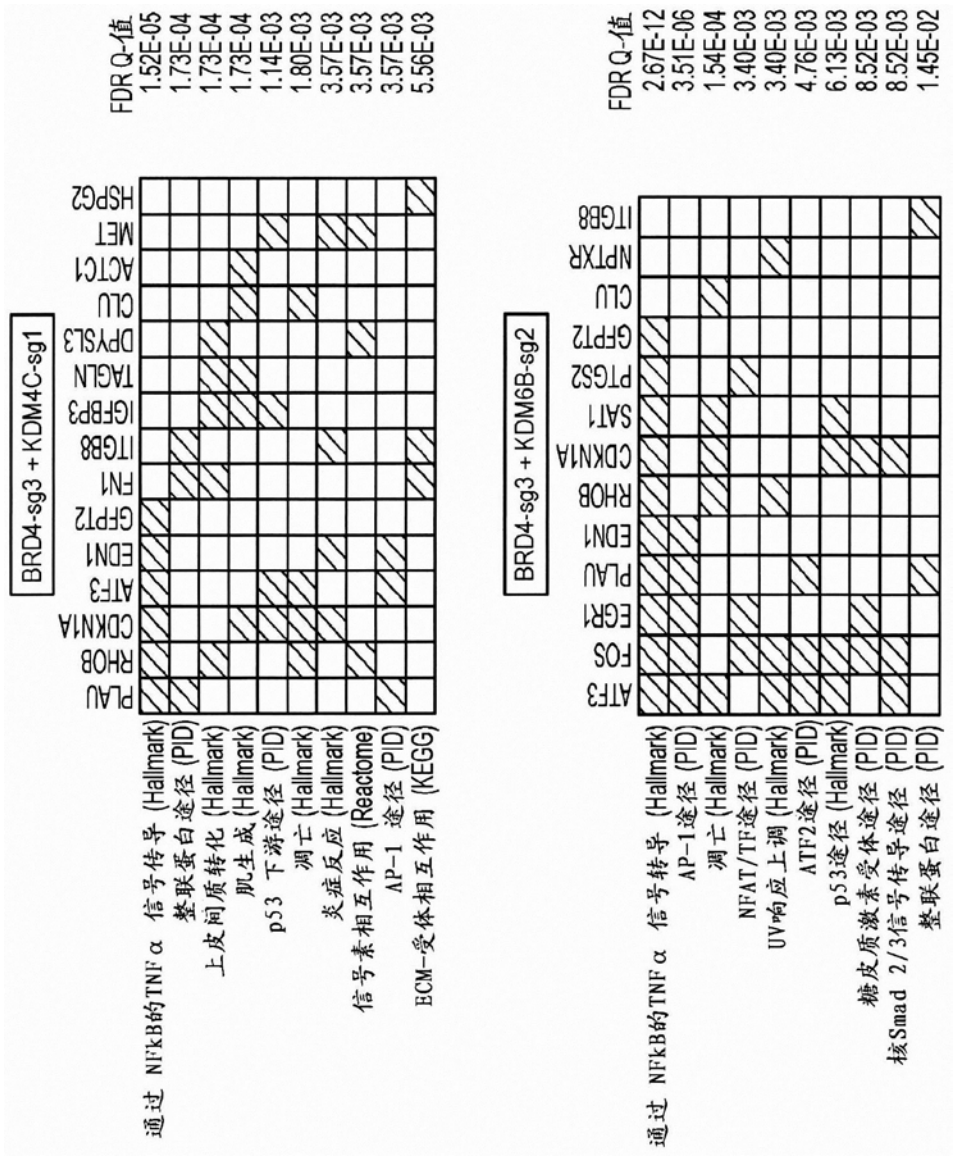 BRD4-sg3 + KDM4C-sg1
PLAU
RHOB
CDKN1A
ATF3
EDN1
GFPT2
FN1
ITGB8
IGFBP3
TAGLN
DPYSL3
CLU
ACTC1
MET
HSPG2
FDR Q-值
通过 NFkB的TNFα 信号传导 (Hallmark) 1.52E-05
整联蛋白途径 (PID) 1.73E-04
上皮间质转化 (Hallmark) 1.73E-04
肌生成 (Hallmark) 1.73E-04
p53 下游途径 (PID) 1.14E-03
凋亡 (Hallmark) 1.80E-03
炎症反应 (Hallmark) 3.57E-03
信号素相互作用 (Reactome) 3.57E-03
AP-1 途径 (PID) 3.57E-03
ECM-受体相互作用 (KEGG) 5.56E-03
BRD4-sg3 + KDM6B-sg2
ATF3
FOS
EGR1
PLAU
EDN1
RHOB
CDKN1A
SAT1
PTGS2
GFPT2
CLU
NPTXR
ITGB8
FDR Q-值
通过 NFkB的TNFα 信号转导 (Hallmark) 2.67E-12
AP-1途径 (PID) 3.51E-06
凋亡 (Hallmark) 1.54E-04
NFAT/TF途径 (PID) 3.40E-03
UV响应上调 (Hallmark) 3.40E-03
ATF2途径 (PID) 4.76E-03
p53途径 (Hallmark) 6.13E-03
糖皮质激素受体途径 (PID) 8.52E-03
核Smad 2/3信号传导途径 (PID) 8.52E-03
整联蛋白途径 (PID) 1.45E-02